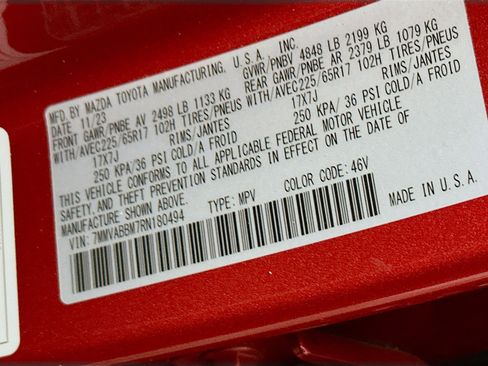 MFD. BY MAZDA TOYOTA MANUFACTURING, U.S.A. INC.
DATE 11/23 GVWR/PNBV 4848 LB 2199 KG
FRONT GAWR/PNBE AV 2498 LB 1133 KG REAR GAWR/PNBE AR 2379 LB 1079 KG
WITH/AVEC225/65R17 102H TIRES/PNEUS WITH/AVEC225/65R17 102H TIRES/PNEUS
17X7J RIMS/JANTES 17X7J RIMS/JANTES
250 KPA/36 PSI COLD/A FROID 250 KPA/ 36 PSI COLD/A FROID
THIS VEHICLE CONFORMS TO ALL APPLICABLE FEDERAL MOTOR VEHICLE
SAFETY, AND THEFT PREVENTION STANDARDS IN EFFECT ON THE DATE OF
MANUFACTURE SHOWN ABOVE.
VIN: 7MMVABBM7RN180494 TYPE: MPV COLOR CODE: 46V
MADE IN U.S.A.